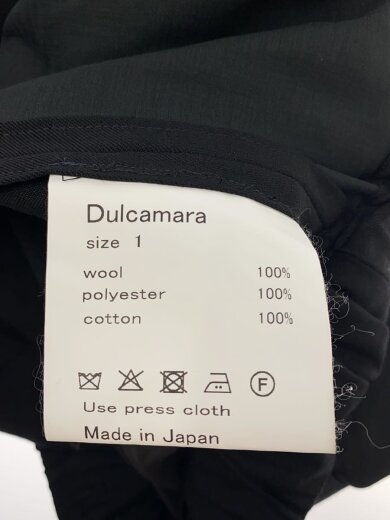 Dulcamara
size 1
wool 100%
polyester 100%
cotton 100%
F
Use press cloth
Made in Japan